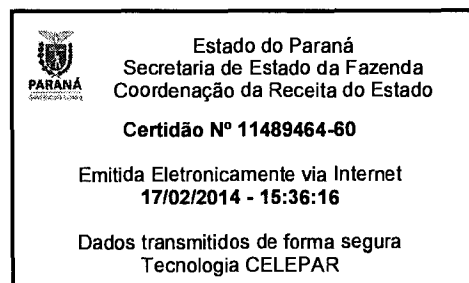 Estado do Paraná
Secretaria de Estado da Fazenda
PARANÁ
Coordenação da Receita do Estado
Certidão Nº 11489464-60
Emitida Eletronicamente via Internet
17/02/2014 - 15:36:16
Dados transmitidos de forma segura
Tecnologia CELEPAR